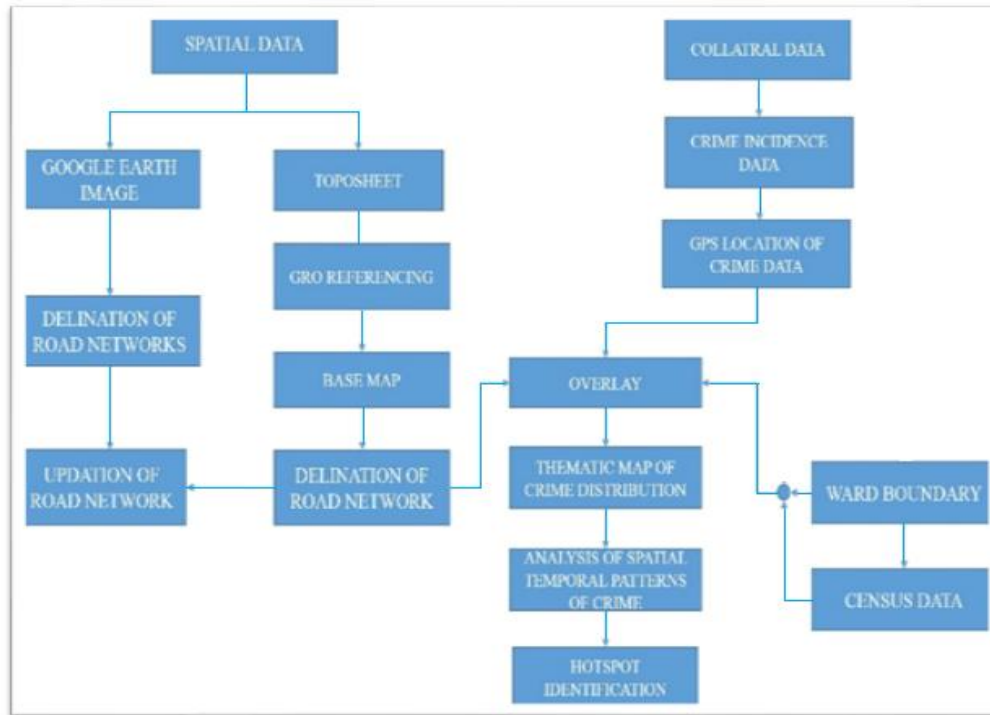 SPATIAL DATA
COLLATRAL DATA
GOOGLE EARTH
IMAGE
TOPOSHEET
CRIME INCIDENCE
DATA
GPS LOCATION OF
CRIME DATA
GRO REFERENCING
DELINATION OF
ROAD NETWORKS
BASE MAP
OVERLAY
UPDATION OF
ROAD NETWORK
DELINATION OF
ROAD NETWORK
THEMATIC MAP OF
CRIME DISTRIBUTION
WARD BOUNDARY
ANALYSIS OF SPATIAL
TEMPORAL PATTERNS
OF CRIME
CENSUS DATA
HOTSPOT
IDENTIFICATION